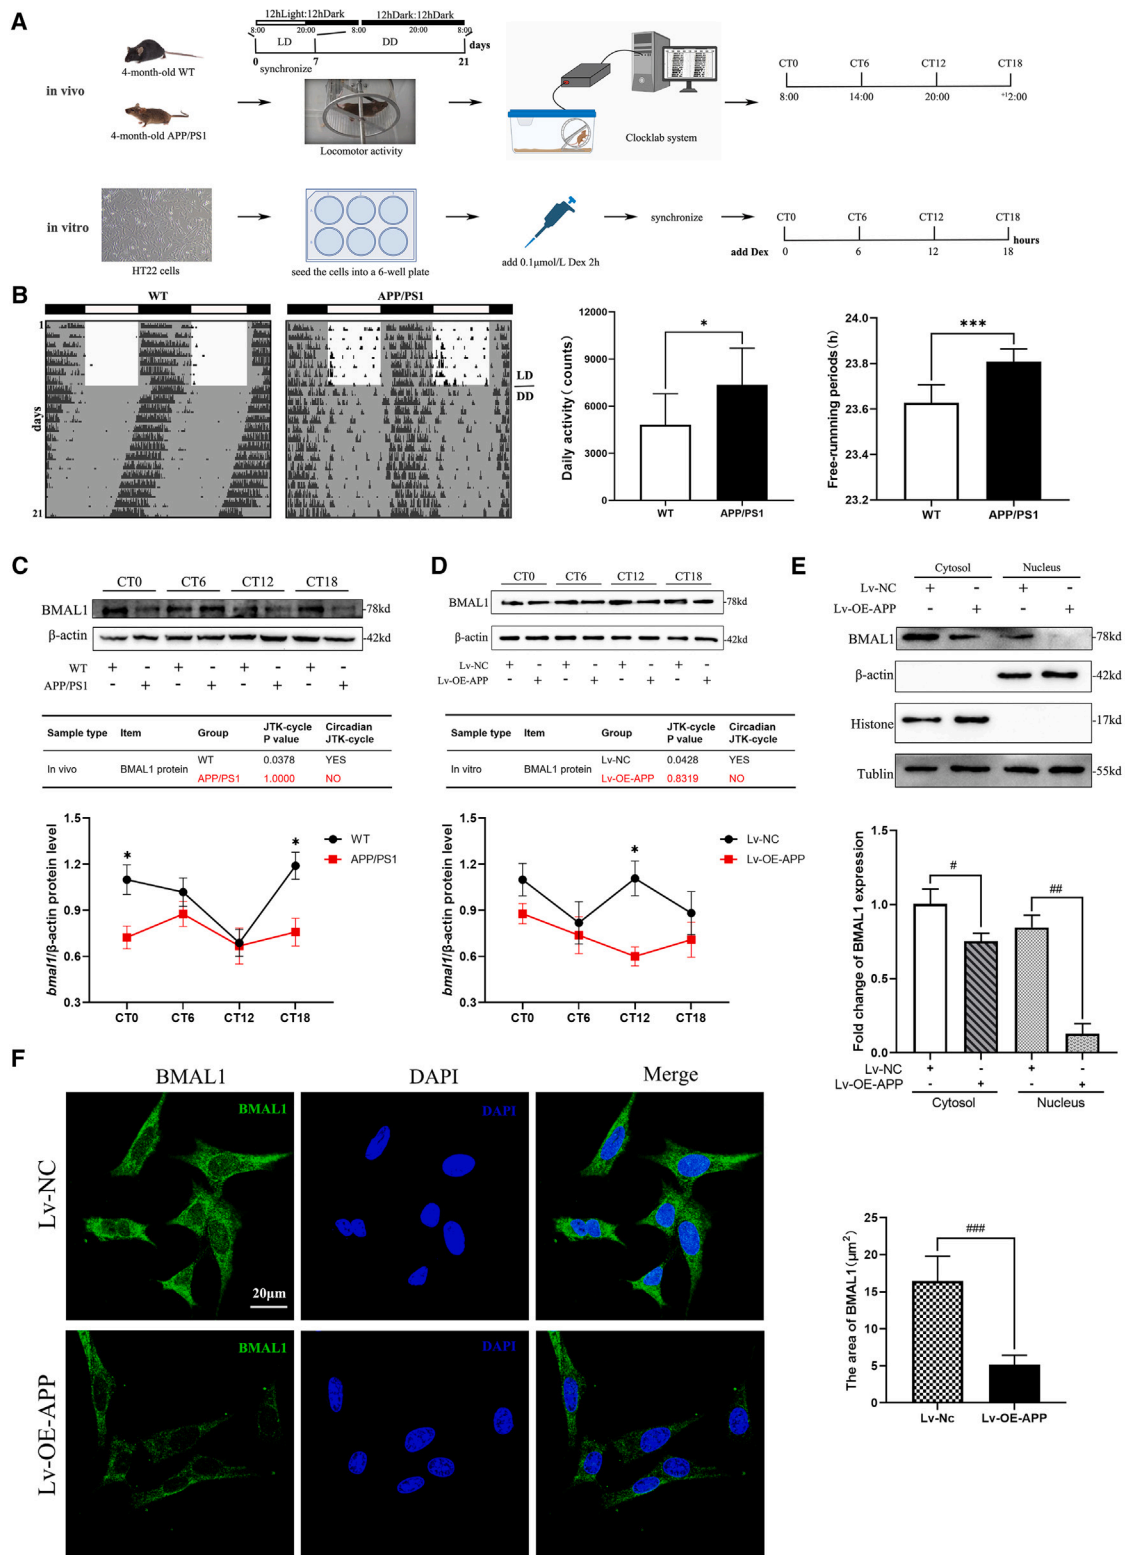 A
12hLight:12hDark 12hDark:12hDark
8:00 20:00 8:00 20:00 8:00
LD DD days
0 7 21
synchronize
4-month-old WT
in vivo
4-month-old APP/PS1
Locomotor activity
Clocklab system
CT0 CT6 CT12 CT18
8:00 14:00 20:00 +12:00
in vitro
HT22 cells
seed the cells into a 6-well plate
add 0.1μmol/L Dex 2h
synchronize
CT0 CT6 CT12 CT18
hours
add Dex 0 6 12 18
B
WT APP/PS1
1
days
21
LD
DD
Daily activity( counts)
12000
9000
6000
3000
0
*
WT APP/PS1
Free-runnning periods(h)
24.0
23.8
23.6
23.4
23.2
***
WT APP/PS1
C
CT0 CT6 CT12 CT18
BMAL1 -78kd
β-actin -42kd
WT + - + - + - + -
APP/PS1 - + - + - + - +
Sample type Item Group JTK-cycle P value Circadian JTK-cycle
In vivo BMAL1 protein WT 0.0378 YES
APP/PS1 1.0000 NO
bmal1/β-actin protein level
1.5
1.2
0.9
0.6
0.3
* *
WT
APP/PS1
CT0 CT6 CT12 CT18
D
CT0 CT6 CT12 CT18
BMAL1 -78kd
β-actin -42kd
Lv-NC + - + - + - + -
Lv-OE-APP - + - + - + - +
Sample type Item Group JTK-cycle P value Circadian JTK-cycle
In vitro BMAL1 protein Lv-NC 0.0428 YES
Lv-OE-APP 0.8319 NO
bmal1/β-actin protein level
1.5
1.2
0.9
0.6
0.3
*
Lv-NC
Lv-OE-APP
CT0 CT6 CT12 CT18
E
Cytosol Nucleus
Lv-NC + - + -
Lv-OE-APP - + - +
BMAL1 -78kd
β-actin -42kd
Histone -17kd
Tublin -55kd
Fold change of BMAL1 expression
1.5
1.0
0.5
0.0
# ##
Lv-NC + - + -
Lv-OE-APP - + - +
Cytosol Nucleus
F
BMAL1 DAPI Merge
Lv-NC
BMAL1 DAPI
20μm
Lv-OE-APP
BMAL1 DAPI
The area of BMAL1(μm²)
25
20
15
10
5
0
###
Lv-Nc Lv-OE-APP